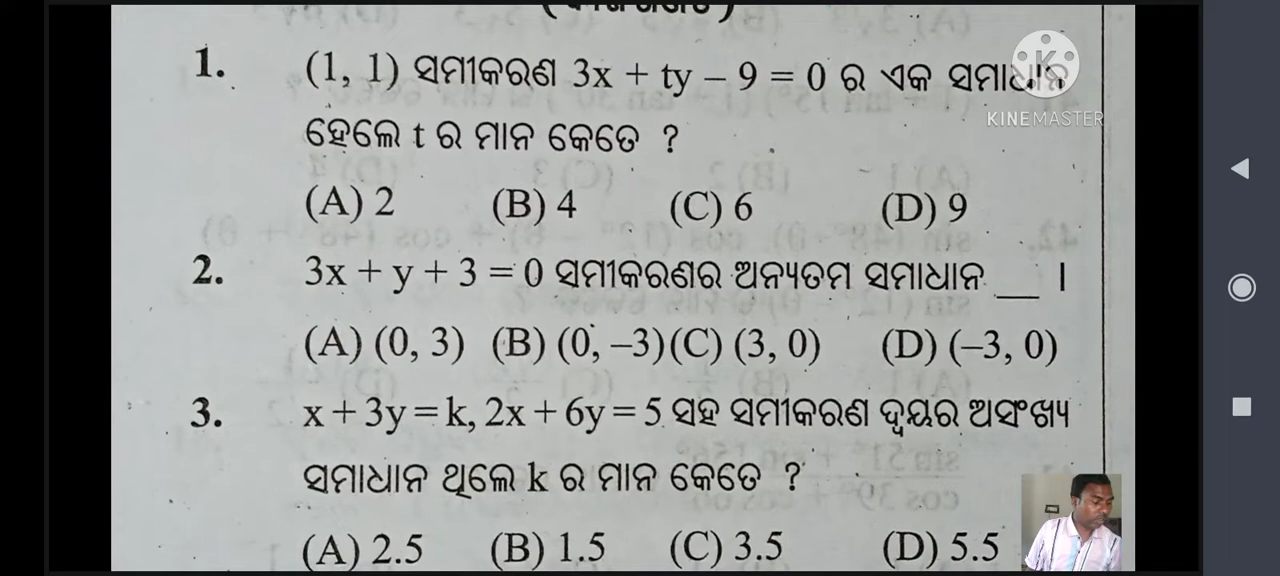 1. (1, 1) ସମୀକରଣ 3x + ty – 9 = 0 ର ଏକ ସମାଧାନ
KINEMASTER
ହେଲେ t ର ମାନ କେତେ ?
(A) 2 (B) 4 (C) 6 (D) 9
2. 3x + y + 3 = 0 ସମୀକରଣର ଅନ୍ୟତମ ସମାଧାନ __ ।
(A) (0, 3) (B) (0, –3) (C) (3, 0) (D) (–3, 0)
3. x + 3y = k, 2x + 6y = 5 ସହ ସମୀକରଣ ଦ୍ୱୟର ଅସଂଖ୍ୟ
ସମାଧାନ ଥିଲେ k ର ମାନ କେତେ ?
(A) 2.5 (B) 1.5 (C) 3.5 (D) 5.5